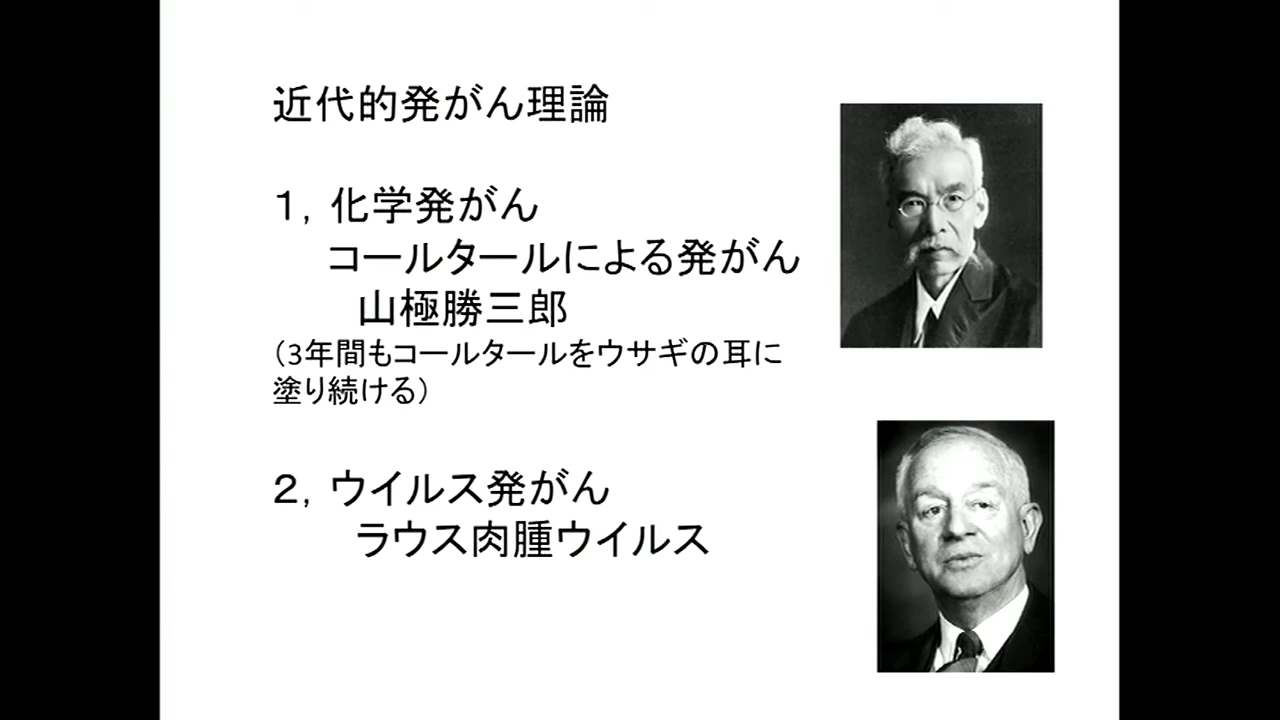 近代的発がん理論
１，化学発がん
コールタールによる発がん
山極勝三郎
（3年間もコールタールをウサギの耳に
塗り続ける）
２，ウイルス発がん
ラウス肉腫ウイルス